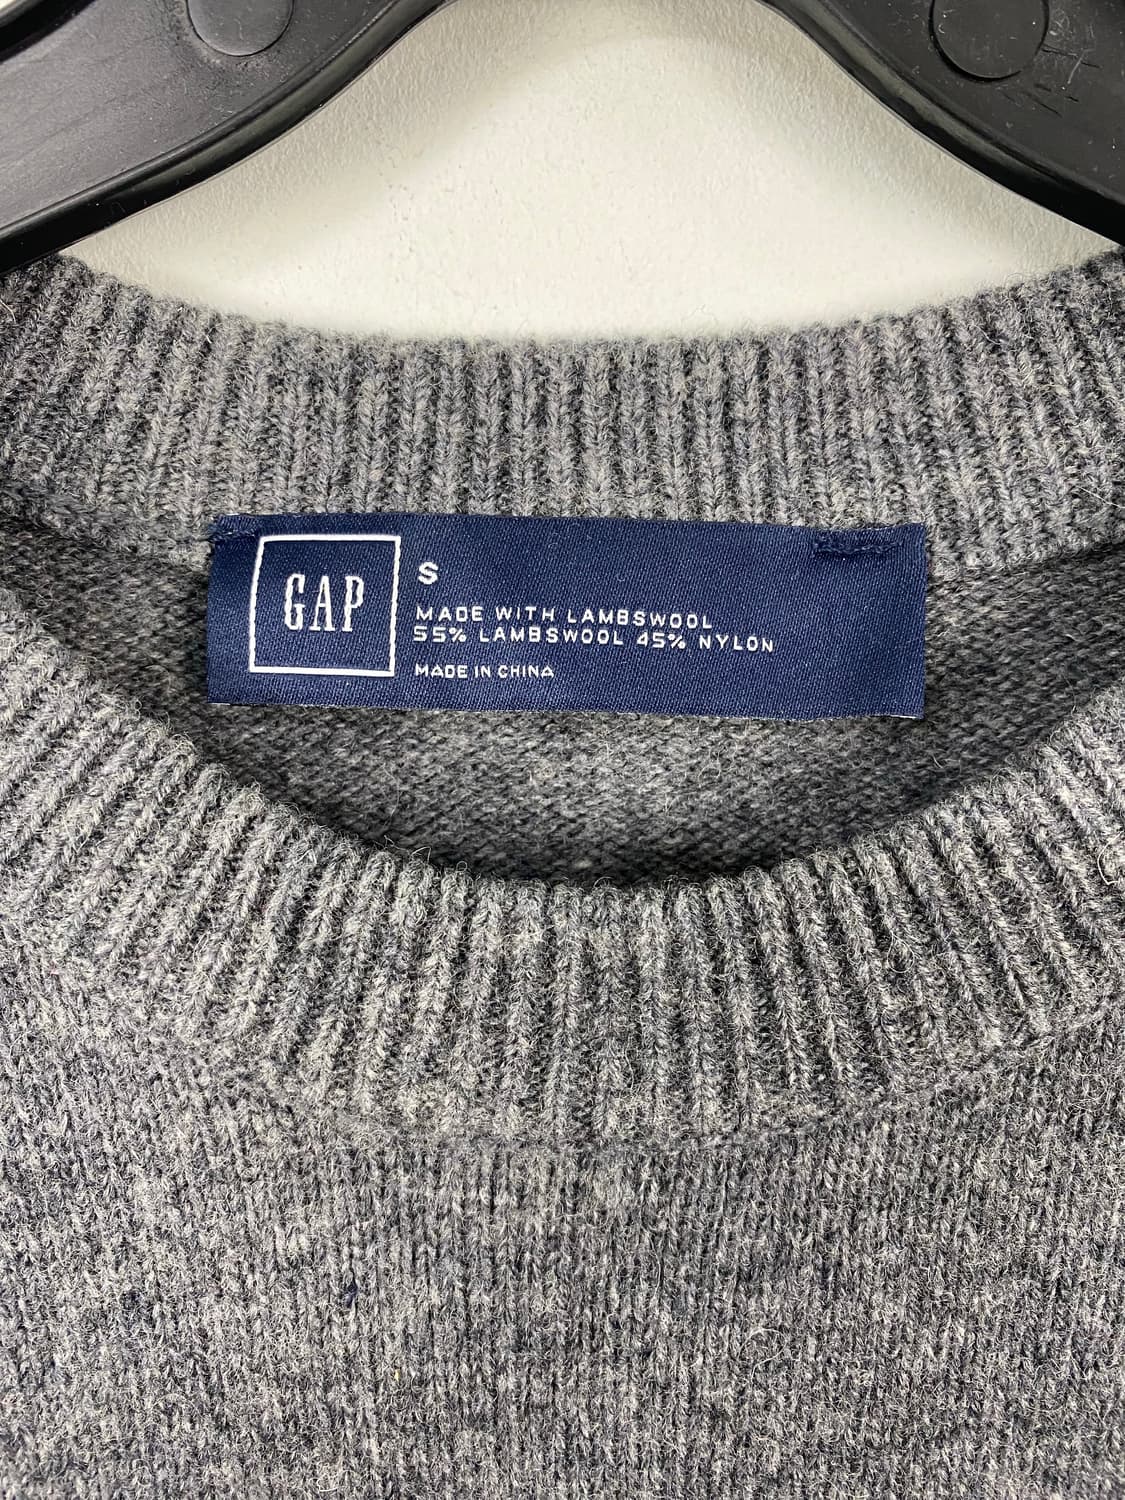 GAP
S
MADE WITH LAMBSWOOL
55% LAMBSWOOL 45% NYLON
MADE IN CHINA